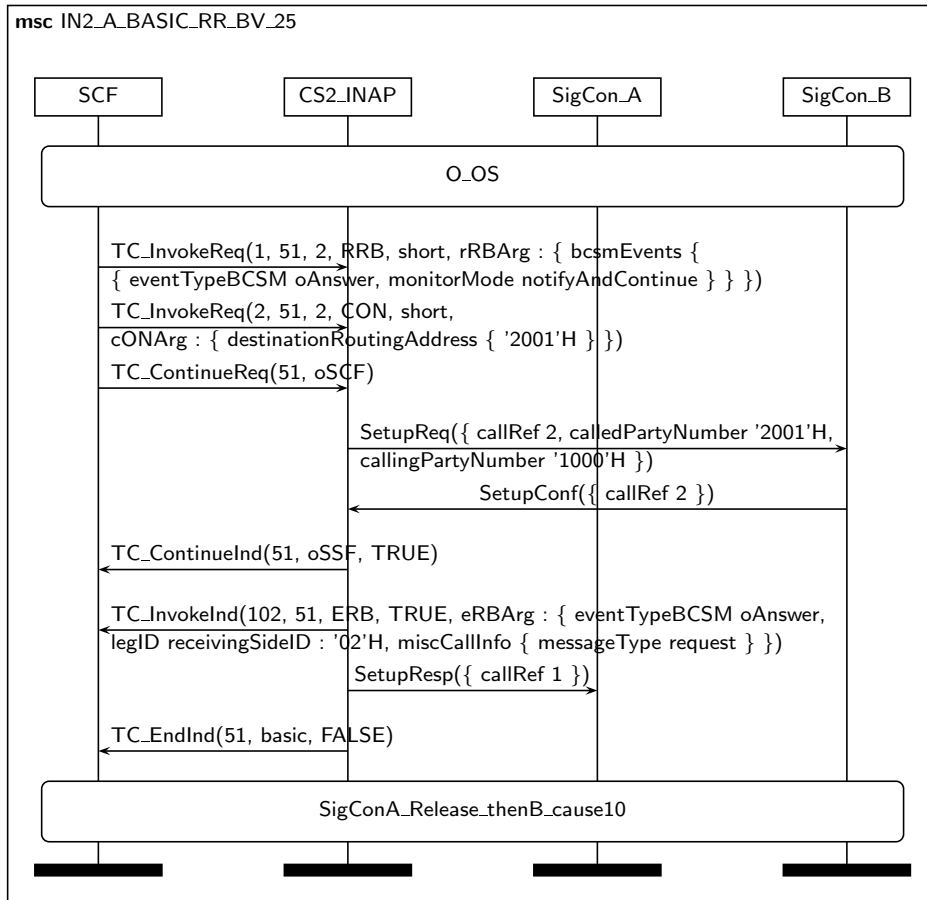 msc IN2_A_BASIC_RR_BV_25
SCF
CS2_INAP
SigCon_A
SigCon_B
O_OS
TC_InvokeReq(1, 51, 2, RRB, short, rRBArg : { bcsmEvents {
{ eventTypeBCSM oAnswer, monitorMode notifyAndContinue } } })
TC_InvokeReq(2, 51, 2, CON, short,
cONArg : { destinationRoutingAddress { '2001'H } })
TC_ContinueReq(51, oSCF)
SetupReq({ callRef 2, calledPartyNumber '2001'H,
callingPartyNumber '1000'H })
SetupConf({ callRef 2 })
TC_ContinueInd(51, oSSF, TRUE)
TC_InvokeInd(102, 51, ERB, TRUE, eRBArg : { eventTypeBCSM oAnswer,
legID receivingSideID : '02'H, miscCallInfo { messageType request } })
SetupResp({ callRef 1 })
TC_EndInd(51, basic, FALSE)
SigConA_Release_thenB_cause10